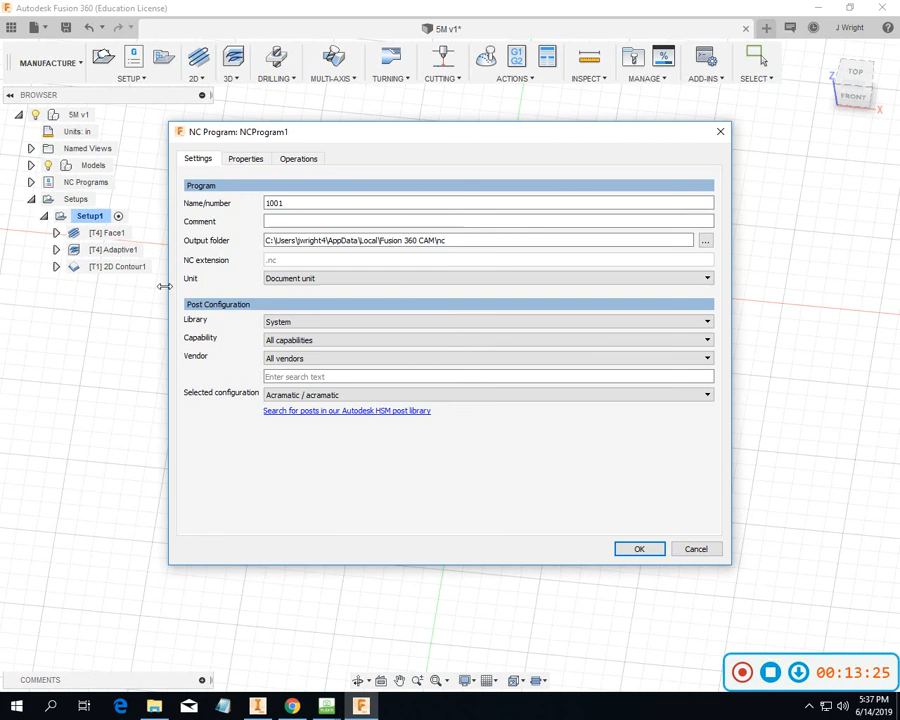 Autodesk Fusion 360 (Education License)
5M v1*
J Wright
MANUFACTURE
SETUP
2D
3D
DRILLING
MULTI-AXIS
TURNING
CUTTING
ACTIONS
INSPECT
MANAGE
ADD-INS
SELECT
G
G1
G2
%
BROWSER
5M v1
Units: in
Named Views
Models
NC Programs
Setups
Setup1
[T4] Face1
[T4] Adaptive1
[T1] 2D Contour1
TOP
FRONT
Z
X
NC Program: NCProgram1
Settings
Properties
Operations
Program
Name/number
1001
Comment
Output folder
C:\Users\jwright4\AppData\Local\Fusion 360 CAM\nc
...
NC extension
.nc
Unit
Document unit
Post Configuration
Library
System
Capability
All capabilities
Vendor
All vendors
Enter search text
Selected configuration
Acramatic / acramatic
Search for posts in our Autodesk HSM post library
OK
Cancel
COMMENTS
00:13:25
5:37 PM
6/14/2019